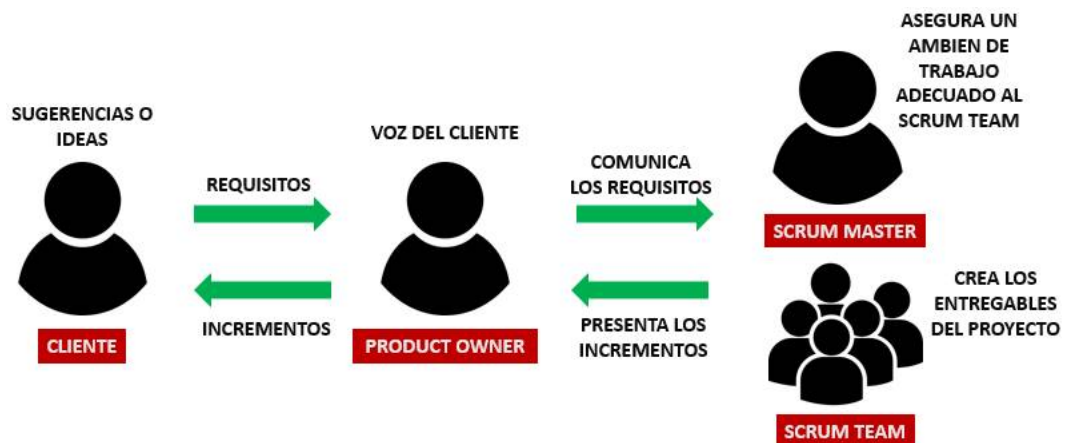 SUGERENCIAS O
IDEAS
CLIENTE
REQUISITOS
INCREMENTOS
VOZ DEL CLIENTE
PRODUCT OWNER
COMUNICA
LOS REQUISITOS
PRESENTA LOS
INCREMENTOS
ASEGURA UN
AMBIEN DE
TRABAJO
ADECUADO AL
SCRUM TEAM
SCRUM MASTER
CREA LOS
ENTREGABLES
DEL PROYECTO
SCRUM TEAM